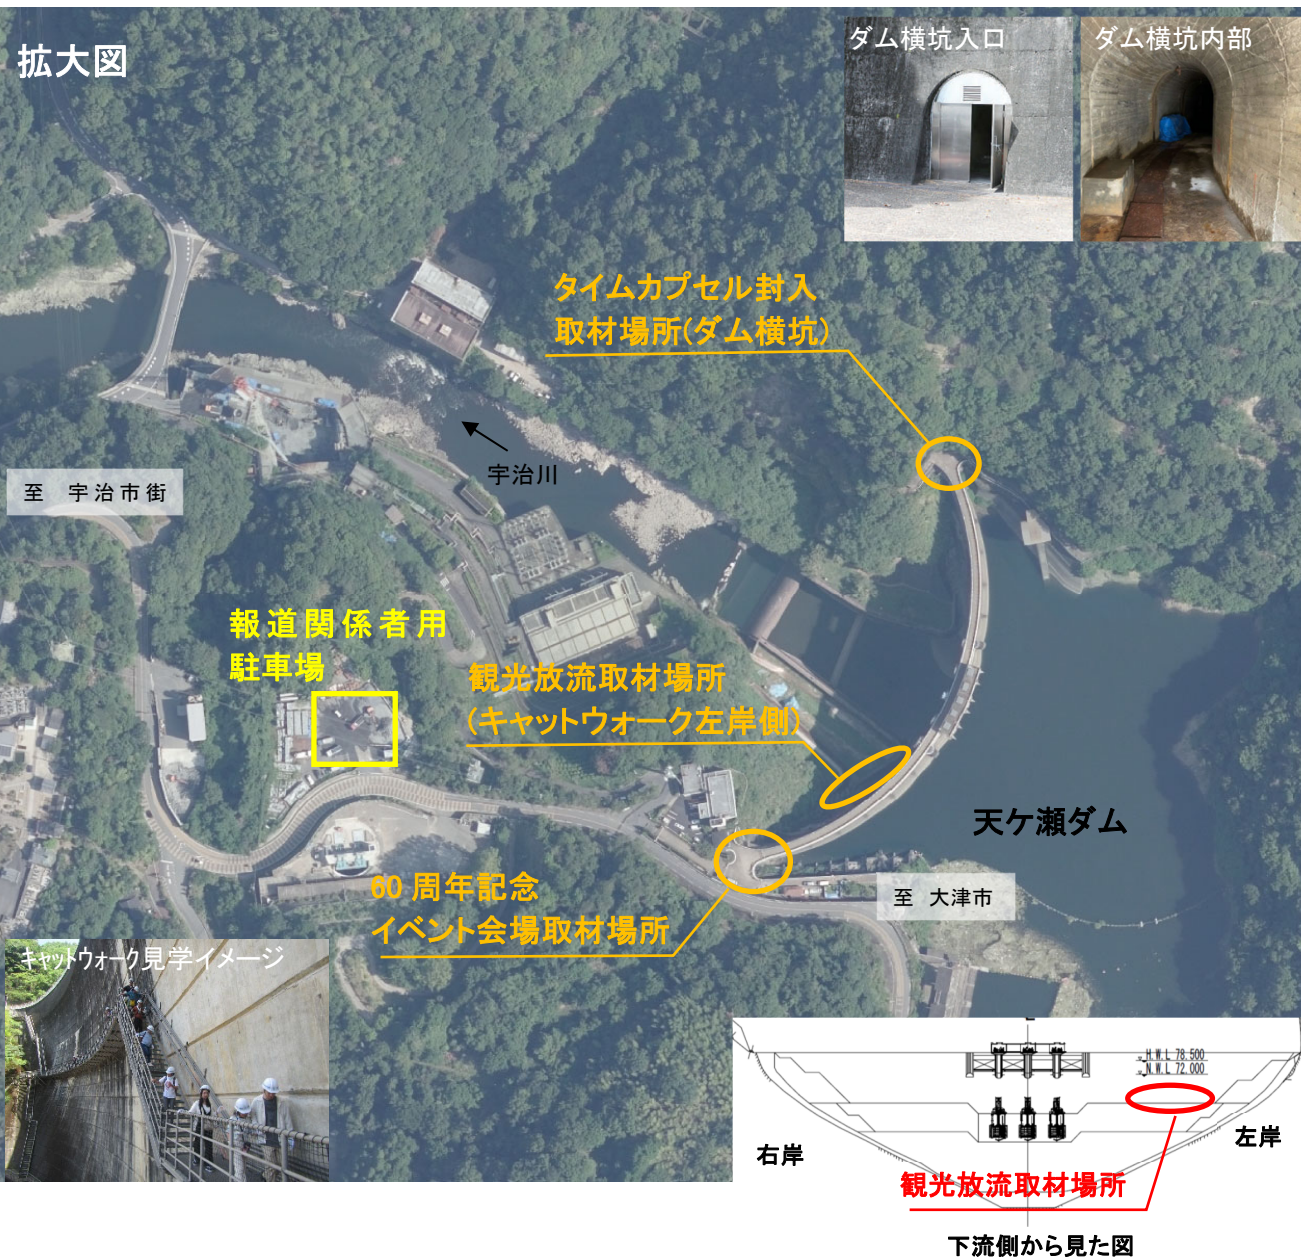 拡大図
ダム横坑入口
ダム横坑内部
タイムカプセル封入
取材場所(ダム横坑)
宇治川
至 宇治市街
報道関係者用
駐車場
観光放流取材場所
(キャットウォーク左岸側)
天ケ瀬ダム
60 周年記念
イベント会場取材場所
至 大津市
キャットウォーク見学イメージ
H.W.L 78.500
N.W.L 72.000
右岸
左岸
観光放流取材場所
下流側から見た図